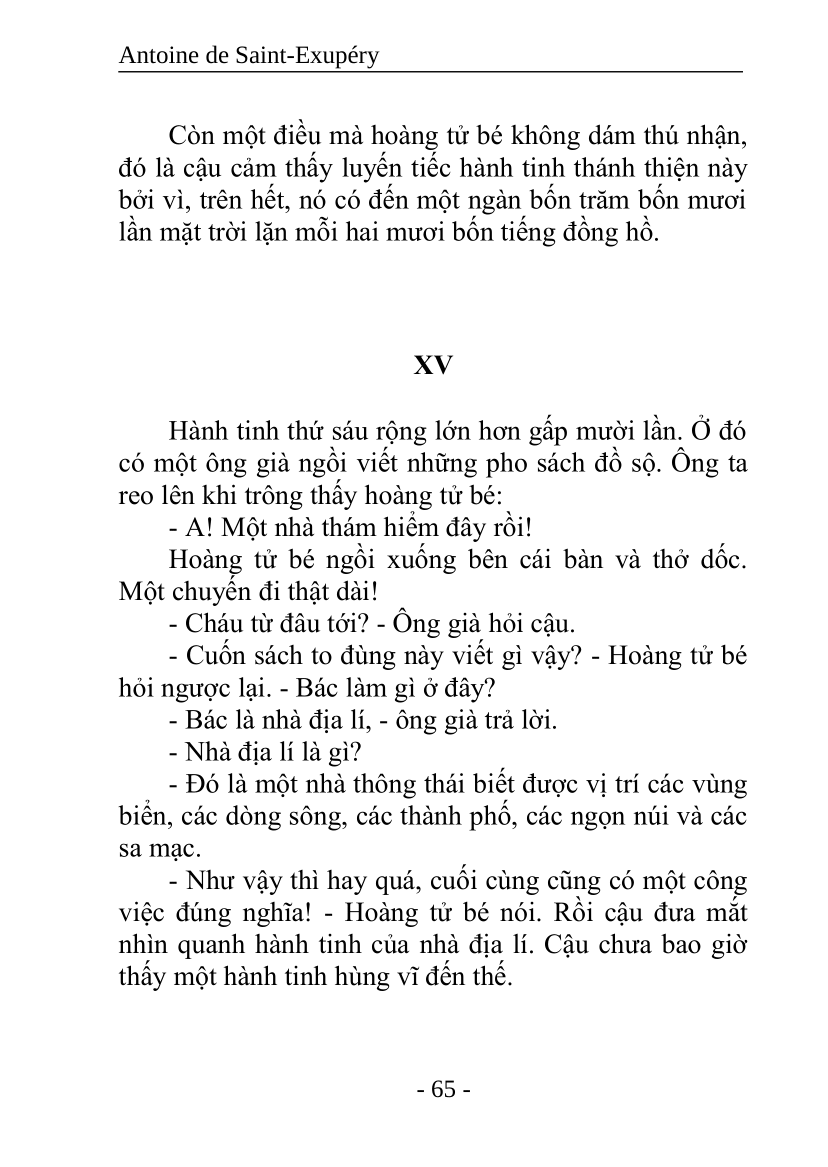 Antoine de Saint-Exupéry
Còn một điều mà hoàng tử bé không dám thú nhận,
đó là cậu cảm thấy luyến tiếc hành tinh thánh thiện này
bởi vì, trên hết, nó có đến một ngàn bốn trăm bốn mươi
lần mặt trời lặn mỗi hai mươi bốn tiếng đồng hồ.
XV
Hành tinh thứ sáu rộng lớn hơn gấp mười lần. Ở đó
có một ông già ngồi viết những pho sách đồ sộ. Ông ta
reo lên khi trông thấy hoàng tử bé:
- A! Một nhà thám hiểm đây rồi!
Hoàng tử bé ngồi xuống bên cái bàn và thở dốc.
Một chuyến đi thật dài!
- Cháu từ đâu tới? - Ông già hỏi cậu.
- Cuốn sách to đùng này viết gì vậy? - Hoàng tử bé
hỏi ngược lại. - Bác làm gì ở đây?
- Bác là nhà địa lí, - ông già trả lời.
- Nhà địa lí là gì?
- Đó là một nhà thông thái biết được vị trí các vùng
biển, các dòng sông, các thành phố, các ngọn núi và các
sa mạc.
- Như vậy thì hay quá, cuối cùng cũng có một công
việc đúng nghĩa! - Hoàng tử bé nói. Rồi cậu đưa mắt
nhìn quanh hành tinh của nhà địa lí. Cậu chưa bao giờ
thấy một hành tinh hùng vĩ đến thế.
- 65 -